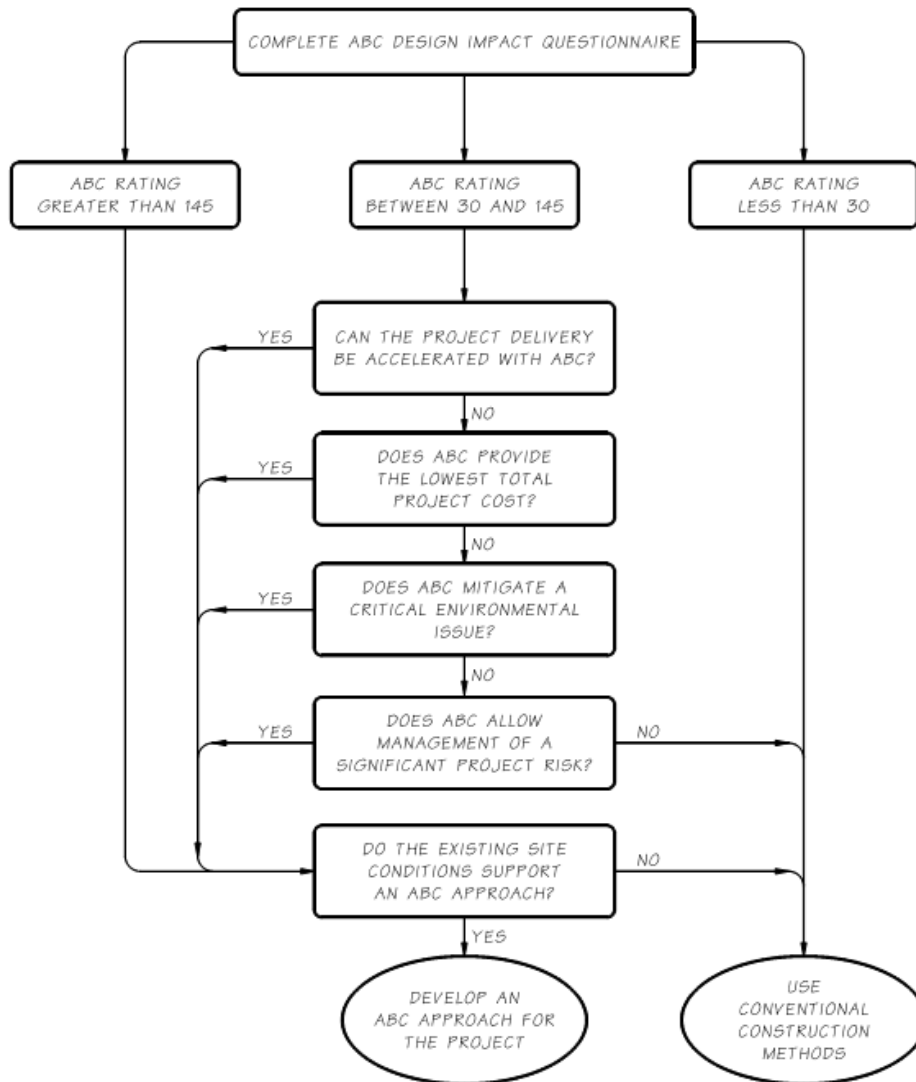 COMPLETE ABC DESIGN IMPACT QUESTIONNAIRE
ABC RATING
GREATER THAN 145
ABC RATING
BETWEEN 30 AND 145
ABC RATING
LESS THAN 30
YES
CAN THE PROJECT DELIVERY
BE ACCELERATED WITH ABC?
NO
YES
DOES ABC PROVIDE
THE LOWEST TOTAL
PROJECT COST?
NO
YES
DOES ABC MITIGATE A
CRITICAL ENVIRONMENTAL
ISSUE?
NO
YES
DOES ABC ALLOW
MANAGEMENT OF A
SIGNIFICANT PROJECT RISK?
NO
DO THE EXISTING SITE
CONDITIONS SUPPORT
AN ABC APPROACH?
NO
YES
DEVELOP AN
ABC APPROACH FOR
THE PROJECT
USE
CONVENTIONAL
CONSTRUCTION
METHODS